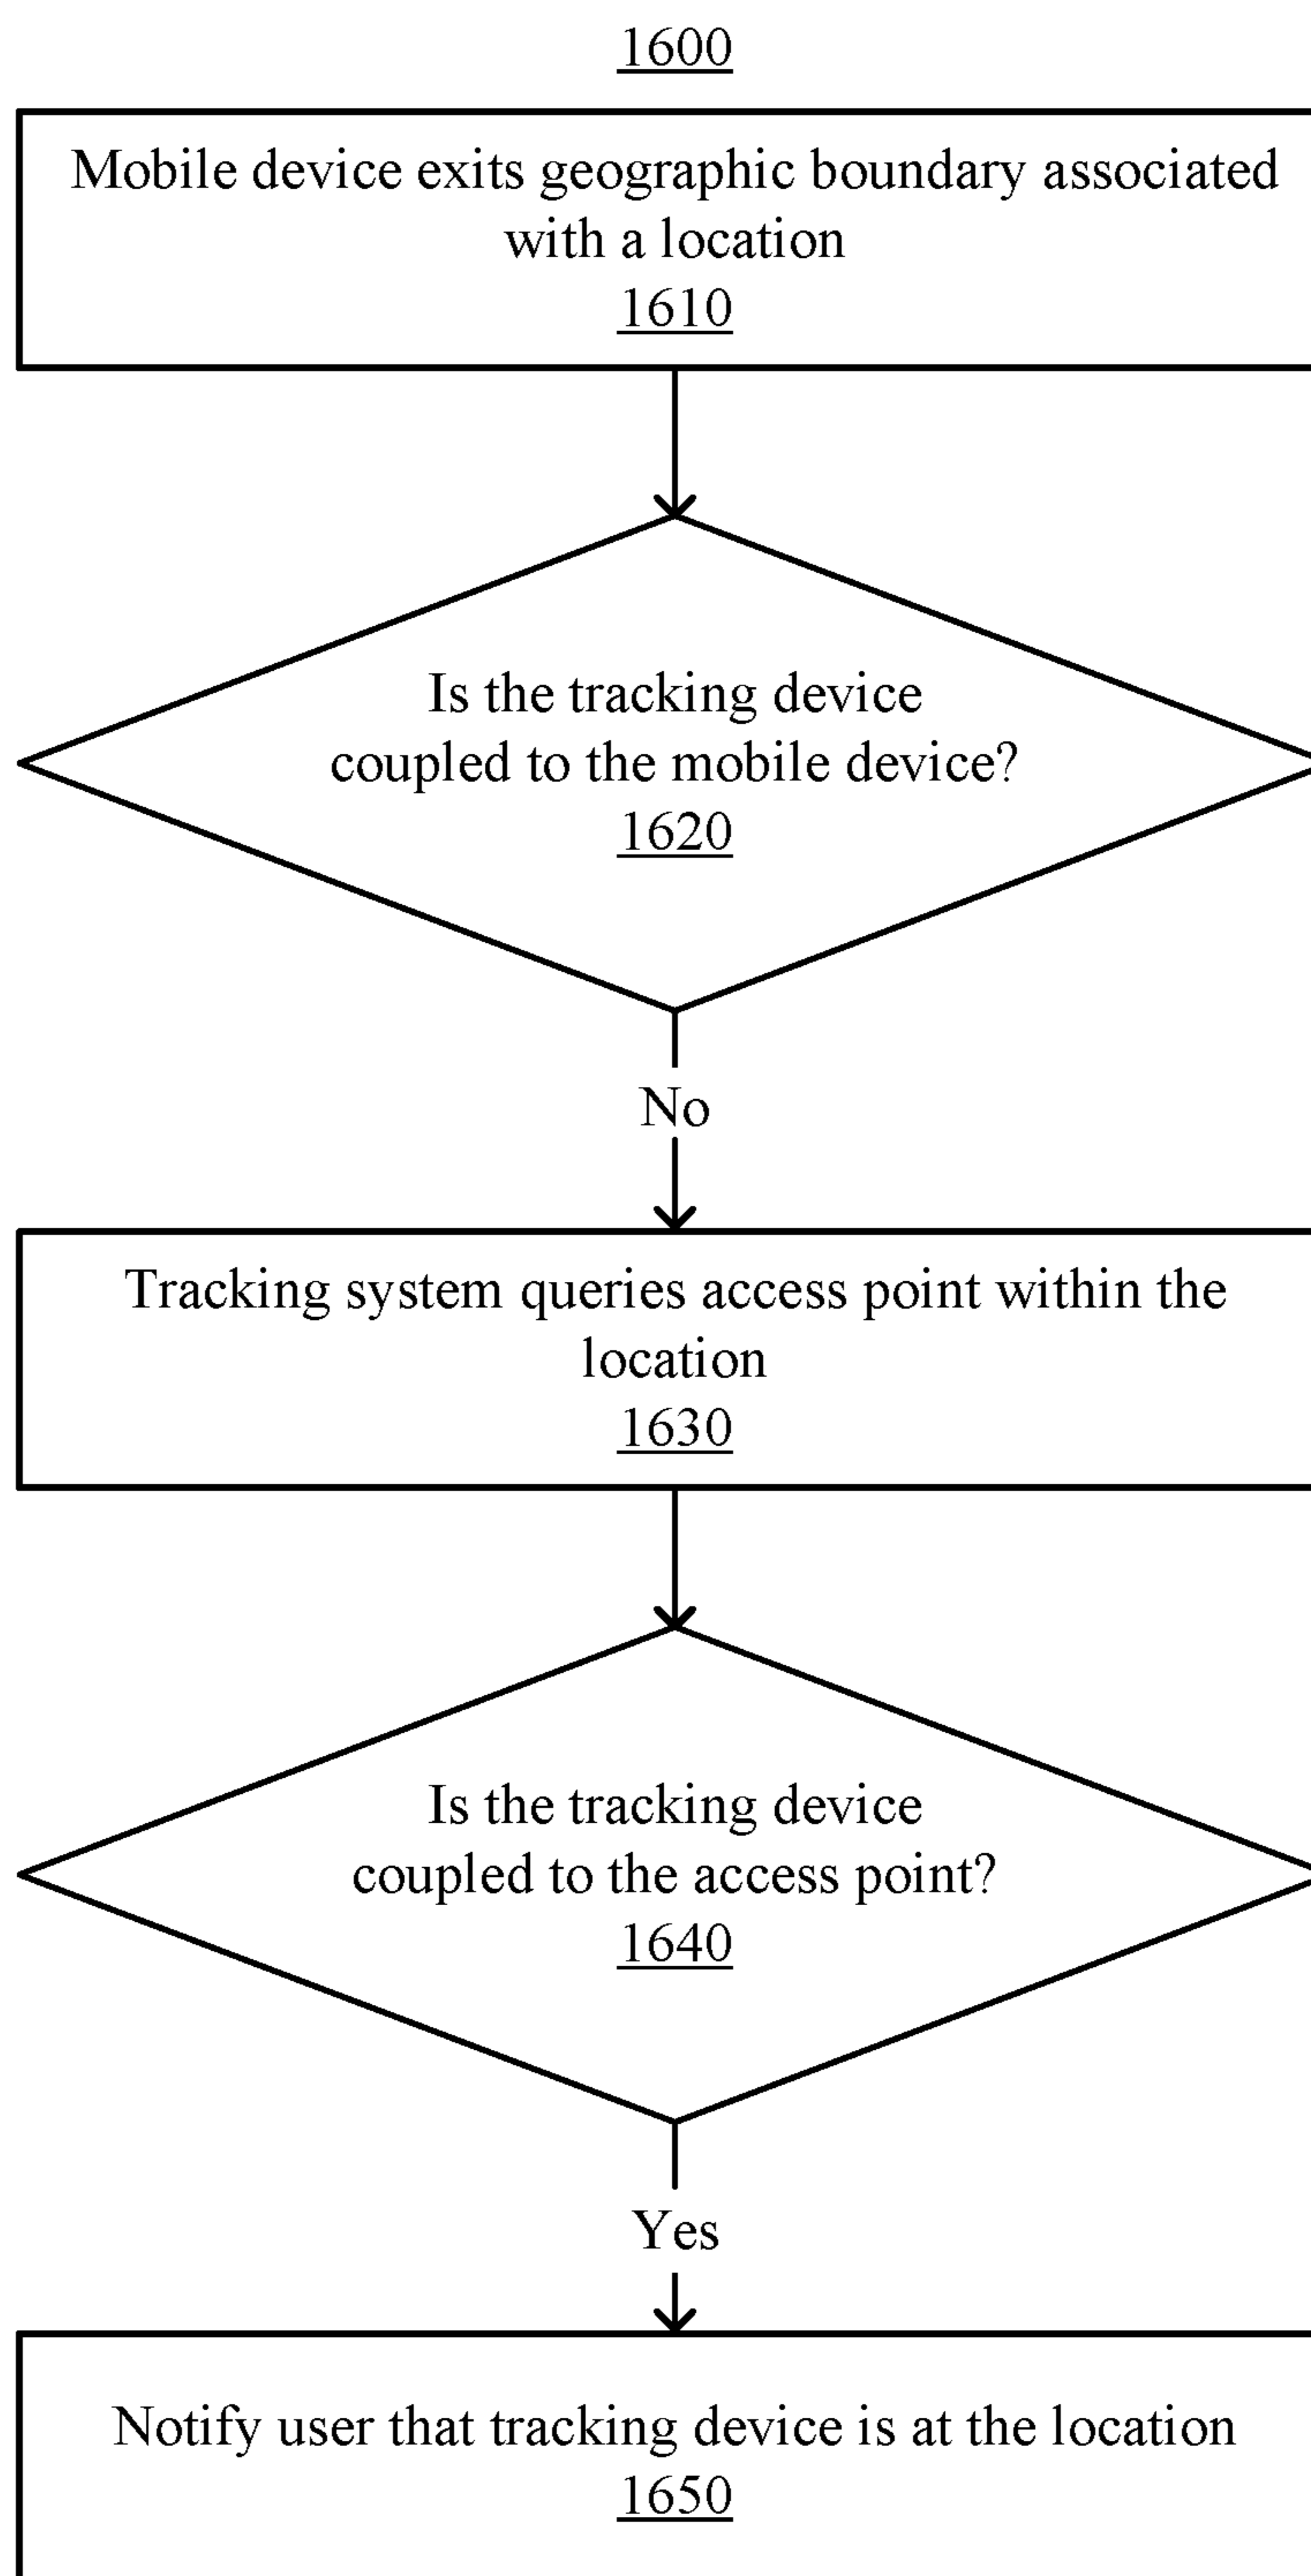 1600
Mobile device exits geographic boundary associated
with a location
1610
Is the tracking device
coupled to the mobile device?
1620
No
Tracking system queries access point within the
location
1630
Is the tracking device
coupled to the access point?
1640
Yes
Notify user that tracking device is at the location
1650